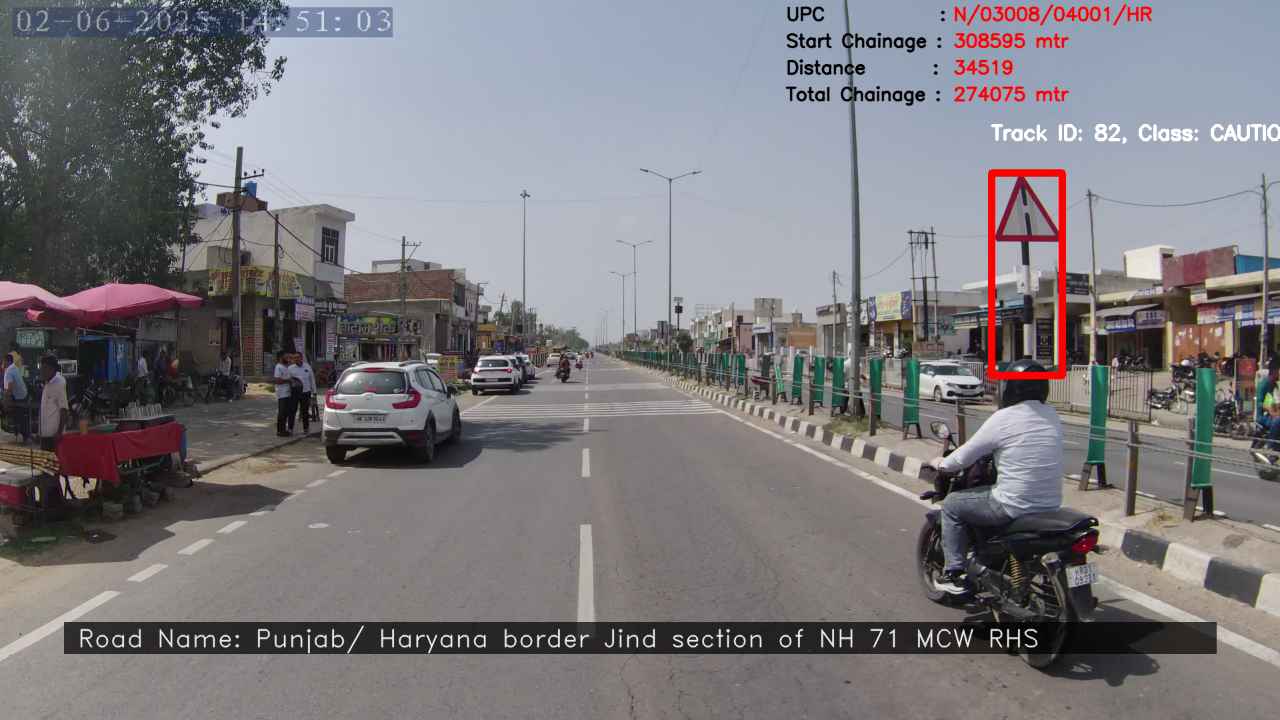 02-06-2025 14:51:03
UPC : N/03008/04001/HR
Start Chainage : 308595 mtr
Distance : 34519
Total Chainage : 274075 mtr
Track ID: 82, Class: CAUTIO
Road Name: Punjab/ Haryana border Jind section of NH 71 MCW RHS